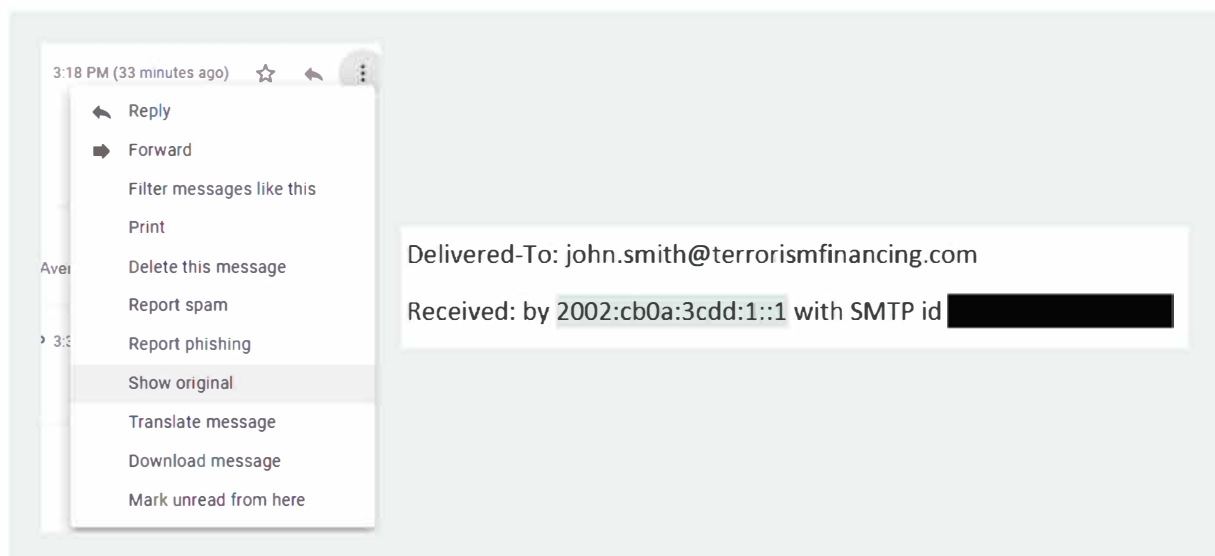 3:18 PM (33 minutes ago)
Reply
Forward
Filter messages like this
Print
Delete this message
Report spam
Report phishing
Show original
Translate message
Download message
Mark unread from here
Delivered-To: john.smith@terrorismfinancing.com
Received: by 2002:cb0a:3cdd:1::1 with SMTP id